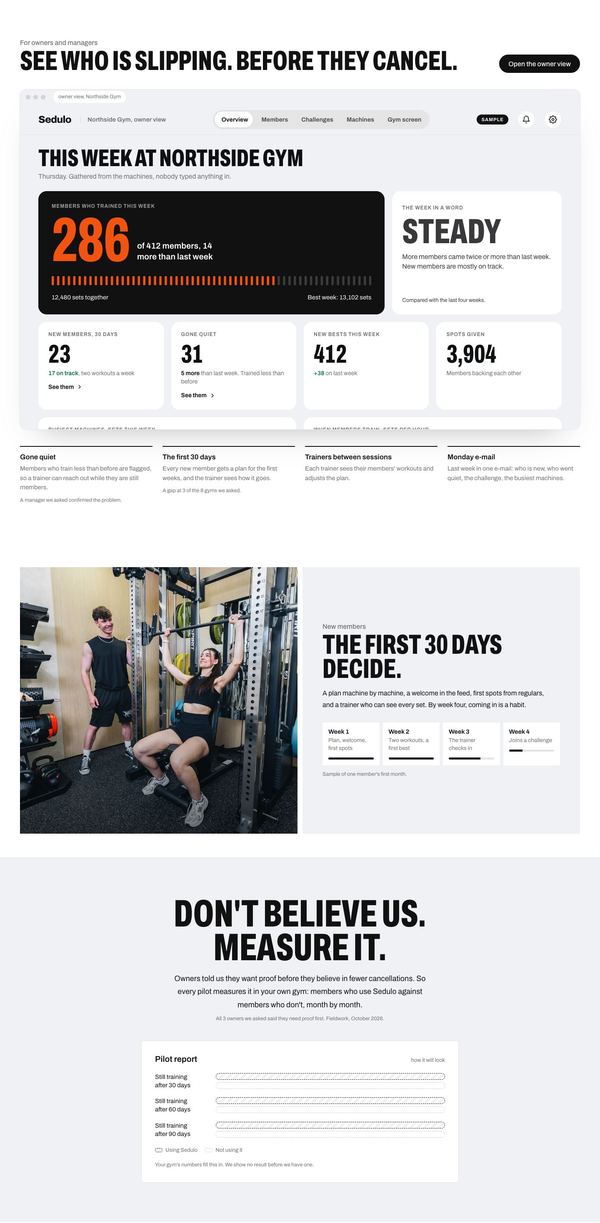 For owners and managers
SEE WHO IS SLIPPING. BEFORE THEY CANCEL.
Open the owner view
owner view, Northside Gym
Sedulo
Northside Gym, owner view
Overview
Members
Challenges
Machines
Gym screen
SAMPLE
THIS WEEK AT NORTHSIDE GYM
Thursday. Gathered from the machines, nobody typed anything in.
MEMBERS WHO TRAINED THIS WEEK
286
of 412 members, 14
more than last week
12,480 sets together
Best week: 13,102 sets
THE WEEK IN A WORD
STEADY
More members came twice or more than last week.
New members are mostly on track.
Compared with the last four weeks.
NEW MEMBERS, 30 DAYS
23
17 on track, two workouts a week
See them
GONE QUIET
31
5 more than last week. Trained less than
before
See them
NEW BESTS THIS WEEK
412
+38 on last week
SPOTS GIVEN
3,904
Members backing each other
BUSIEST MACHINES, SETS THIS WEEK
WHEN MEMBERS TRAIN, SETS PER HOUR
Gone quiet
Members who train less than before are flagged,
so a trainer can reach out while they are still
members.
A manager we asked confirmed the problem.
The first 30 days
Every new member gets a plan for the first
weeks, and the trainer sees how it goes.
A gap at 3 of the 8 gyms we asked.
Trainers between sessions
Each trainer sees their members' workouts and
adjusts the plan.
Monday e-mail
Last week in one e-mail: who is new, who went
quiet, the challenge, the busiest machines.
New members
THE FIRST 30 DAYS
DECIDE.
A plan machine by machine, a welcome in the feed, first spots from regulars,
and a trainer who can see every set. By week four, coming in is a habit.
Week 1
Plan, welcome,
first spots
Week 2
Two workouts, a
first best
Week 3
The trainer
checks in
Week 4
Joins a challenge
Sample of one member's first month.
DON'T BELIEVE US.
MEASURE IT.
Owners told us they want proof before they believe in fewer cancellations. So
every pilot measures it in your own gym: members who use Sedulo against
members who don't, month by month.
All 3 owners we asked said they need proof first. Fieldwork, October 2026.
Pilot report
how it will look
Still training
after 30 days
Still training
after 60 days
Still training
after 90 days
Using Sedulo
Not using it
Your gym's numbers fill this in. We show no result before we have one.